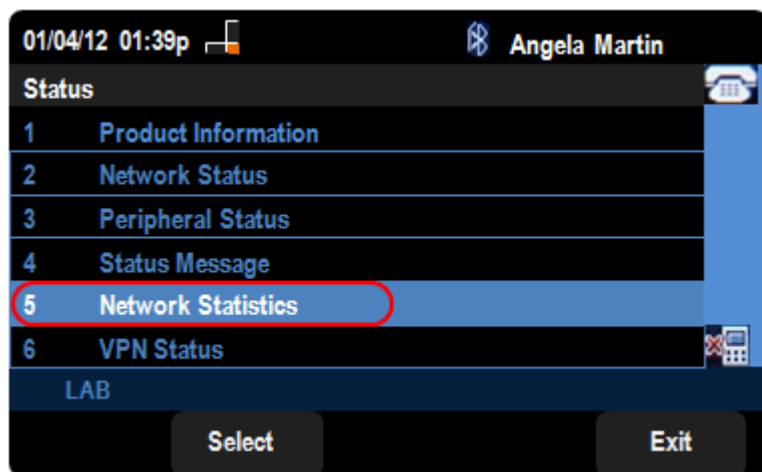 01/04/12 01:39p Angela Martin
Status
1 Product Information
2 Network Status
3 Peripheral Status
4 Status Message
5 Network Statistics
6 VPN Status
LAB
Select Exit